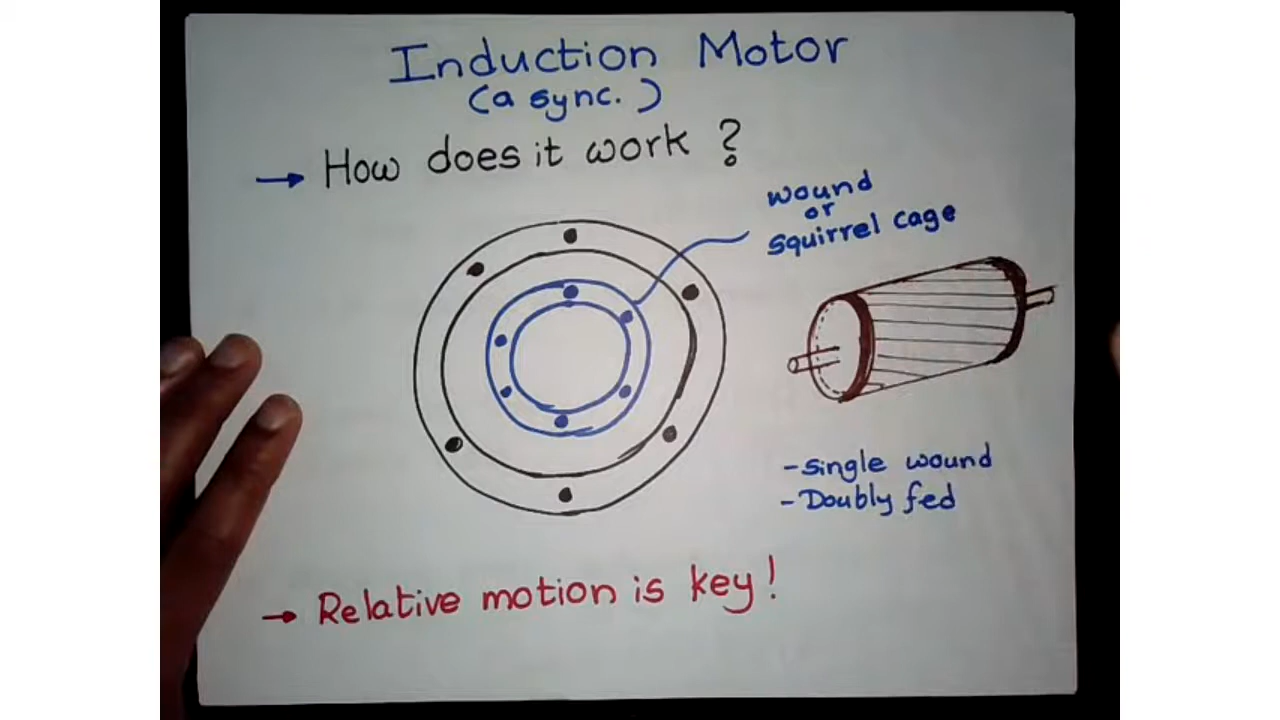 Induction Motor
(a sync.)
→ How does it work ?
wound
or
squirrel cage
- single wound
- Doubly fed
→ Relative motion is key!